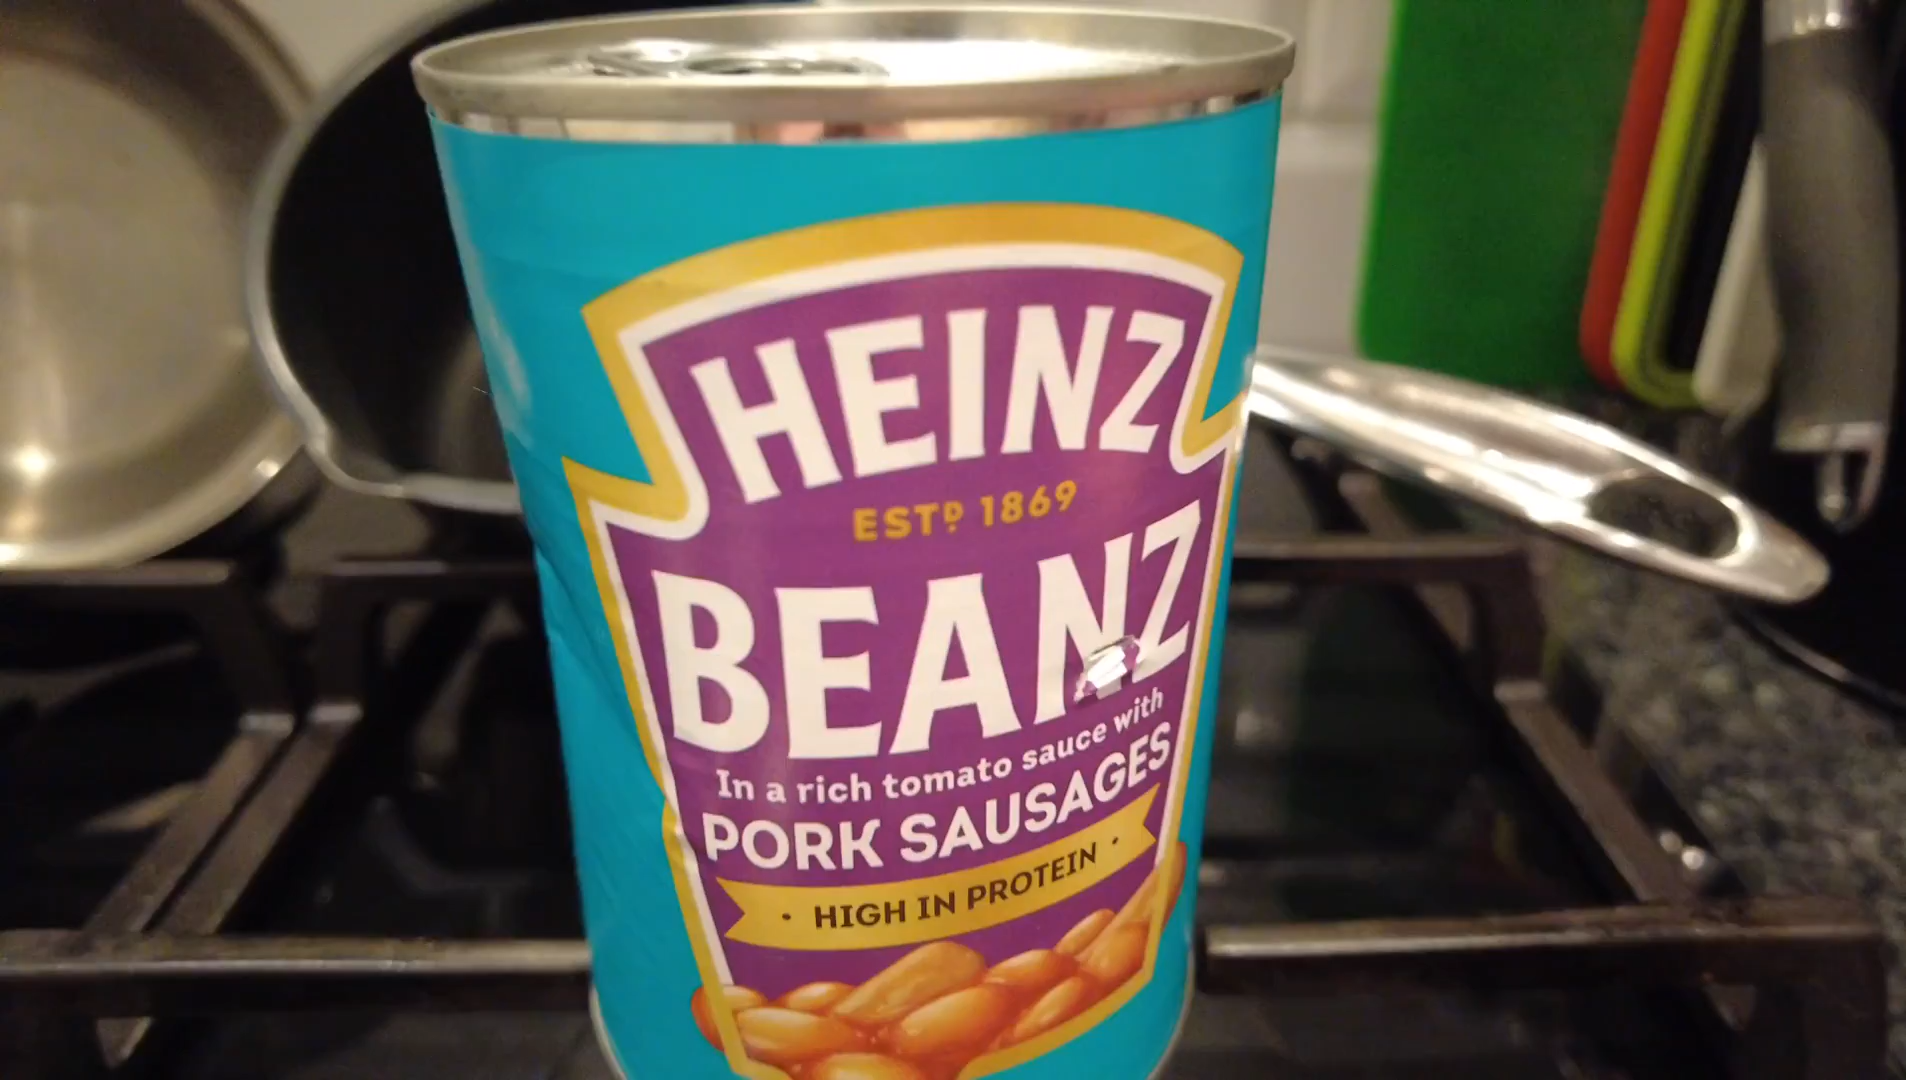 HEINZ
ESTD 1869
BEANZ
In a rich tomato sauce with
PORK SAUSAGES
· HIGH IN PROTEIN ·